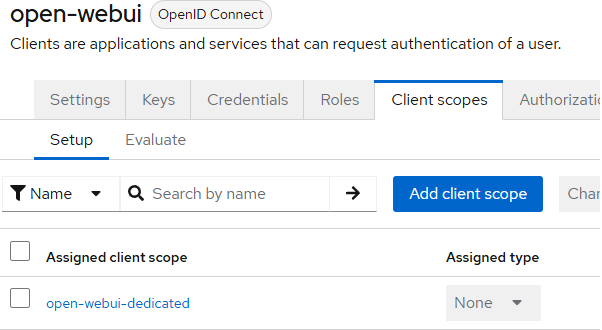 open-webui OpenID Connect
Clients are applications and services that can request authentication of a user.
Settings Keys Credentials Roles Client scopes
Setup Evaluate
Name Search by name Add client scope
Assigned client scope Assigned type
open-webui-dedicated None